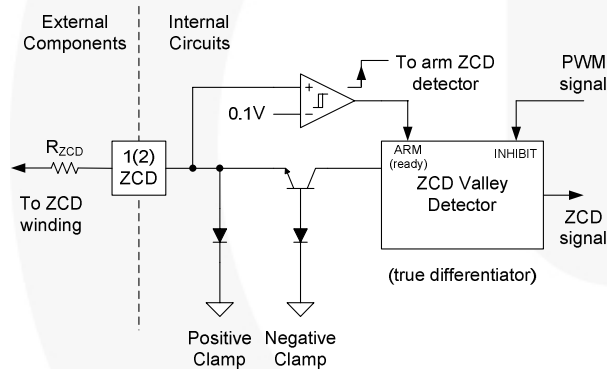 External
Components
Internal
Circuits
To arm ZCD
detector
PWM
signal
+
0.1V
−
RZCD
1(2)
ZCD
ARM
(ready)
INHIBIT
ZCD Valley
Detector
To ZCD
winding
ZCD
signal
(true differentiator)
Positive
Clamp
Negative
Clamp